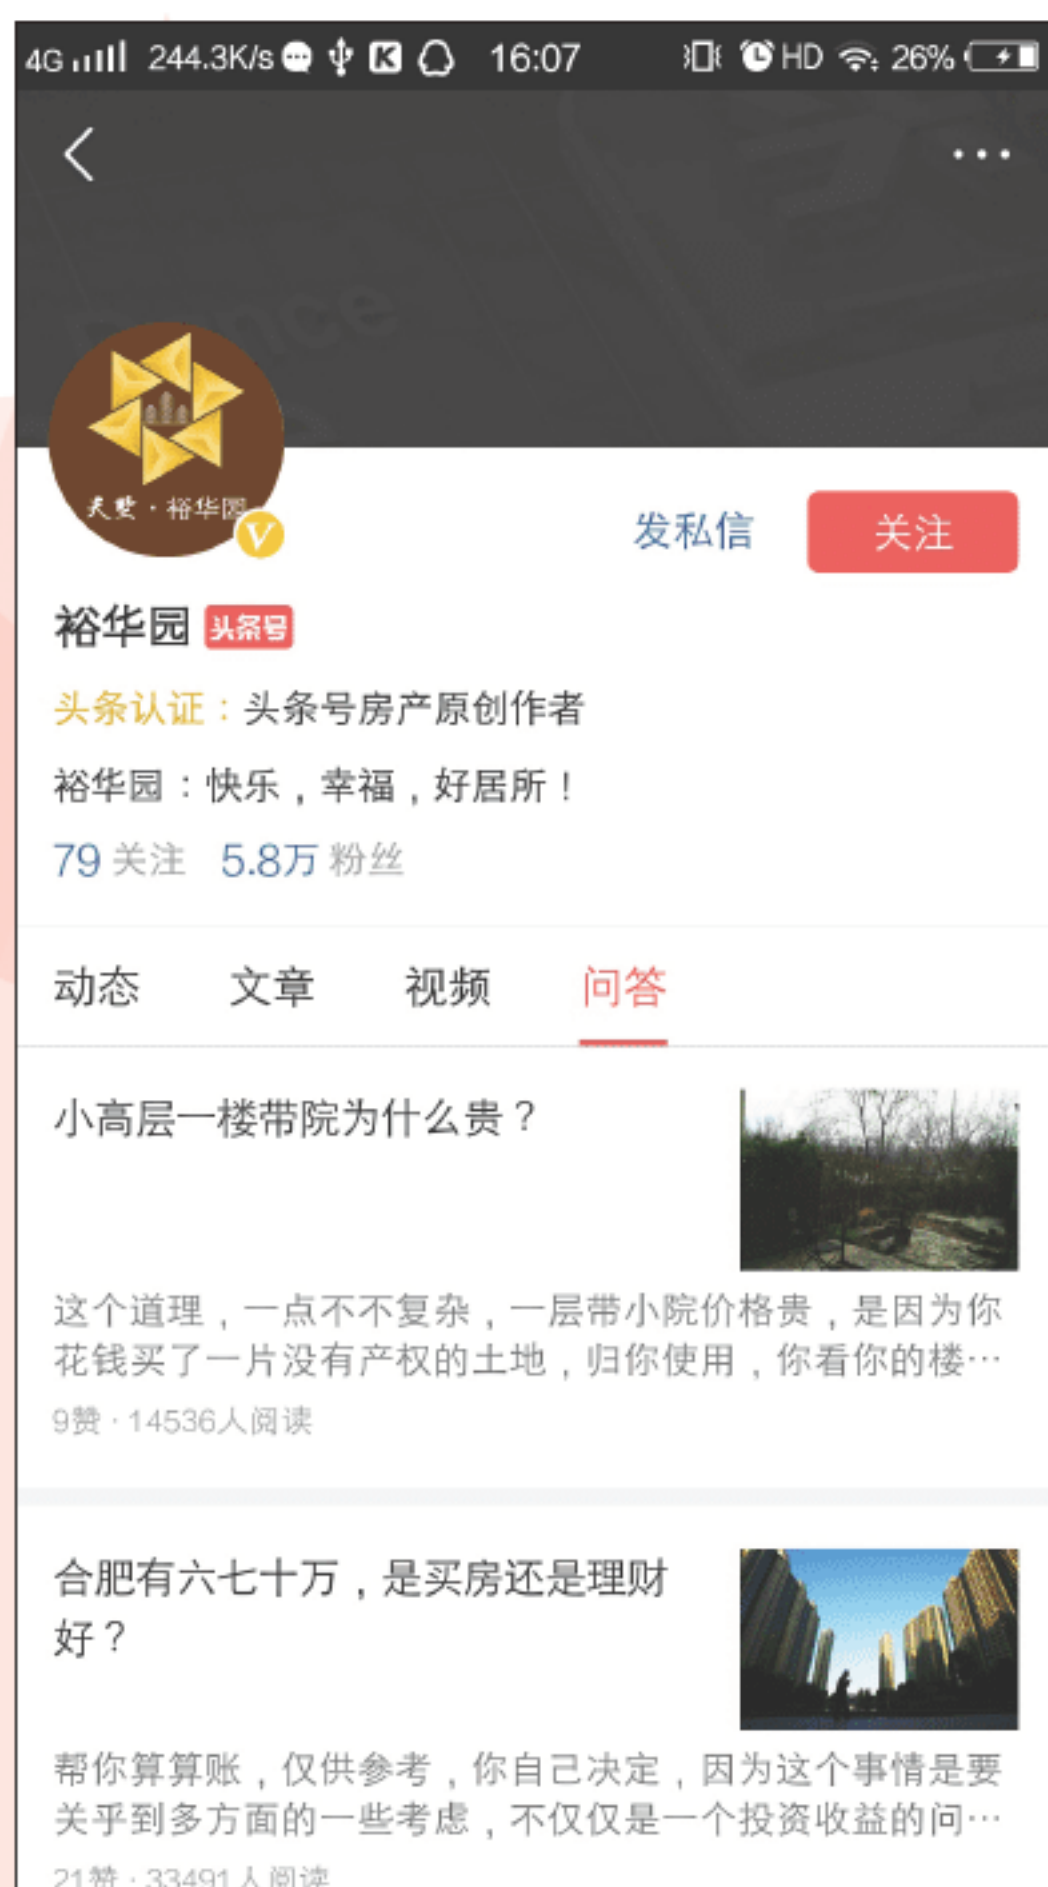 4G 244.3K/s 16:07 HD 26%
天墅·裕华园
V
发私信 关注
裕华园 头条号
头条认证：头条号房产原创作者
裕华园：快乐，幸福，好居所！
79 关注 5.8万 粉丝
动态 文章 视频 问答
小高层一楼带院为什么贵？
这个道理，一点不不复杂，一层带小院价格贵，是因为你
花钱买了一片没有产权的土地，归你使用，你看你的楼…
9赞·14536人阅读
合肥有六七十万，是买房还是理财
好？
帮你算算账，仅供参考，你自己决定，因为这个事情是要
关乎到多方面的一些考虑，不仅仅是一个投资收益的问…
21赞·33491人阅读